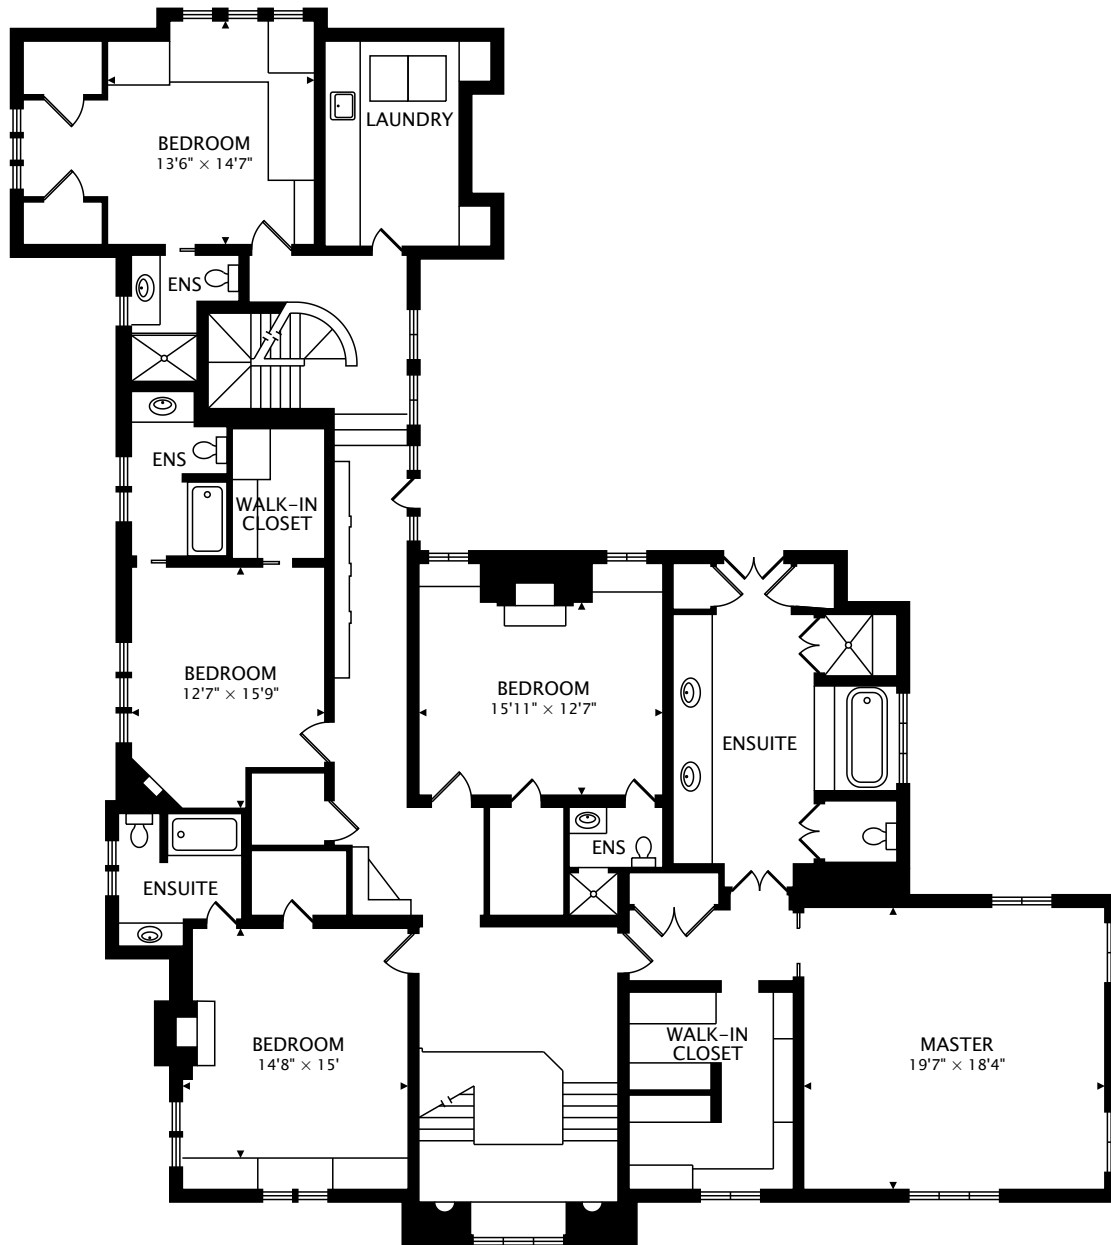 LAUNDRY
BEDROOM
13'6" × 14'7"
ENS
ENS
WALK-IN
CLOSET
BEDROOM
12'7" × 15'9"
BEDROOM
15'11" × 12'7"
ENSUITE
ENS
ENSUITE
BEDROOM
14'8" × 15'
WALK-IN
CLOSET
MASTER
19'7" × 18'4"